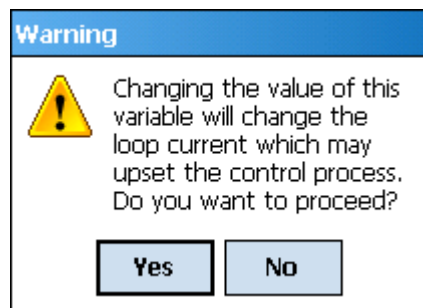 Warning
Changing the value of this
variable will change the
loop current which may
upset the control process.
Do you want to proceed?
Yes No